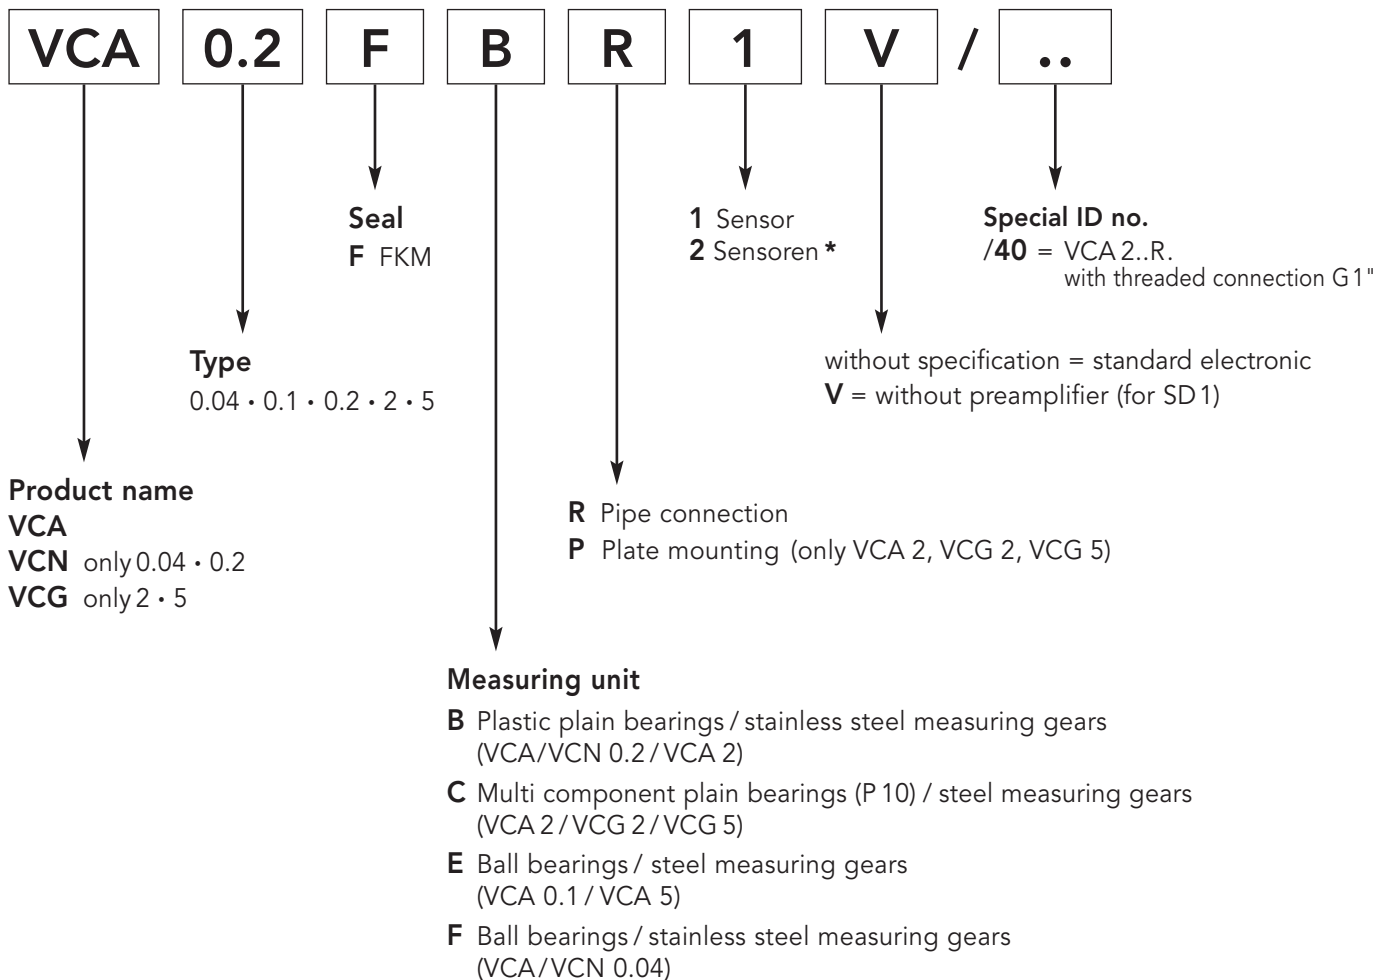 VCA 0.2 F B R 1 V / ..
Seal
F FKM
1 Sensor
2 Sensoren *
Special ID no.
/40 = VCA 2..R.
with threaded connection G 1"
Type
0.04 • 0.1 • 0.2 • 2 • 5
without specification = standard electronic
V = without preamplifier (for SD 1)
Product name
VCA
VCN only 0.04 • 0.2
VCG only 2 • 5
R Pipe connection
P Plate mounting (only VCA 2, VCG 2, VCG 5)
Measuring unit
B Plastic plain bearings / stainless steel measuring gears
(VCA/VCN 0.2 / VCA 2)
C Multi component plain bearings (P 10) / steel measuring gears
(VCA 2 / VCG 2 / VCG 5)
E Ball bearings / steel measuring gears
(VCA 0.1 / VCA 5)
F Ball bearings / stainless steel measuring gears
(VCA/VCN 0.04)